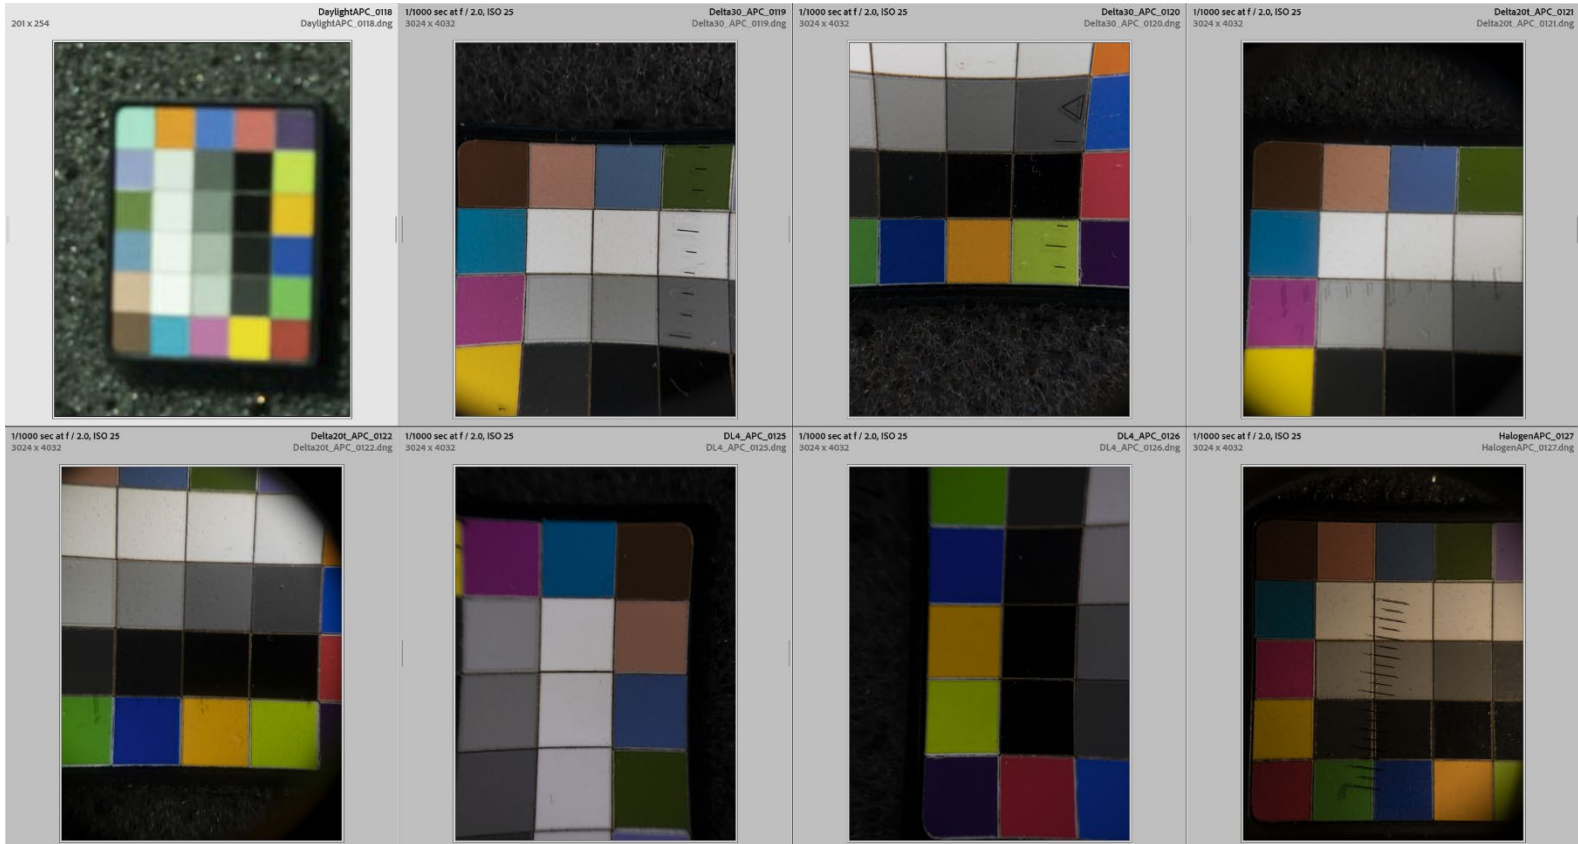 DaylightAPC_0118
201 x 254 DaylightAPC_0118.dng
1/1000 sec at f / 2.0, ISO 25 Delta30_APC_0119
3024 x 4032 Delta30_APC_0119.dng
1/1000 sec at f / 2.0, ISO 25 Delta30_APC_0120
3024 x 4032 Delta30_APC_0120.dng
1/1000 sec at f / 2.0, ISO 25 Delta20t_APC_0121
3024 x 4032 Delta20t_APC_0121.dng
1/1000 sec at f / 2.0, ISO 25 Delta20t_APC_0122
3024 x 4032 Delta20t_APC_0122.dng
1/1000 sec at f / 2.0, ISO 25 DL4_APC_0125
3024 x 4032 DL4_APC_0125.dng
1/1000 sec at f / 2.0, ISO 25 DL4_APC_0126
3024 x 4032 DL4_APC_0126.dng
1/1000 sec at f / 2.0, ISO 25 HalogenAPC_0127
3024 x 4032 HalogenAPC_0127.dng